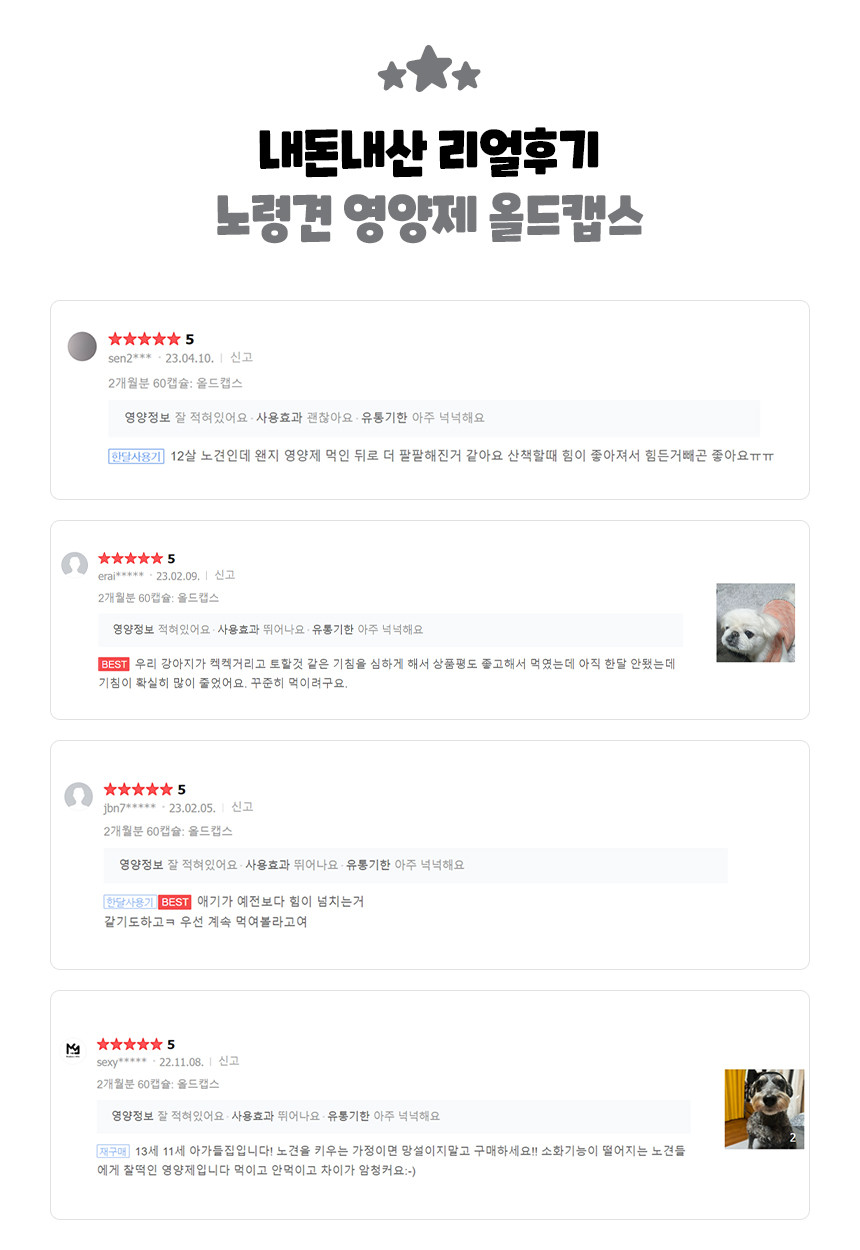 내돈내산 리얼후기
노령견 영양제 올드캡스
5
sen2*** · 23.04.10. | 신고
2개월분 60캡슐: 올드캡스
영양정보 잘 적혀있어요 · 사용효과 괜찮아요 · 유통기한 아주 넉넉해요
한달사용기 12살 노견인데 왠지 영양제 먹인 뒤로 더 팔팔해진거 같아요 산책할때 힘이 좋아져서 힘든거빼곤 좋아요ㅠㅠ
5
erai***** · 23.02.09. | 신고
2개월분 60캡슐: 올드캡스
영양정보 적혀있어요 · 사용효과 뛰어나요 · 유통기한 아주 넉넉해요
BEST 우리 강아지가 켁켁거리고 토할것 같은 기침을 심하게 해서 상품평도 좋고해서 먹였는데 아직 한달 안됐는데
기침이 확실히 많이 줄었어요. 꾸준히 먹이려구요.
5
jbn7***** · 23.02.05. | 신고
2개월분 60캡슐: 올드캡스
영양정보 잘 적혀있어요 · 사용효과 뛰어나요 · 유통기한 아주 넉넉해요
한달사용기 BEST 애기가 예전보다 힘이 넘치는거
같기도하고ㅋ 우선 계속 먹여볼라고여
5
sexy***** · 22.11.08. | 신고
2개월분 60캡슐: 올드캡스
영양정보 잘 적혀있어요 · 사용효과 뛰어나요 · 유통기한 아주 넉넉해요
재구매 13세 11세 아가들집입니다! 노견을 키우는 가정이면 망설이지말고 구매하세요!! 소화기능이 떨어지는 노견들
에게 찰떡인 영양제입니다 먹이고 안먹이고 차이가 암청커요:-)
2